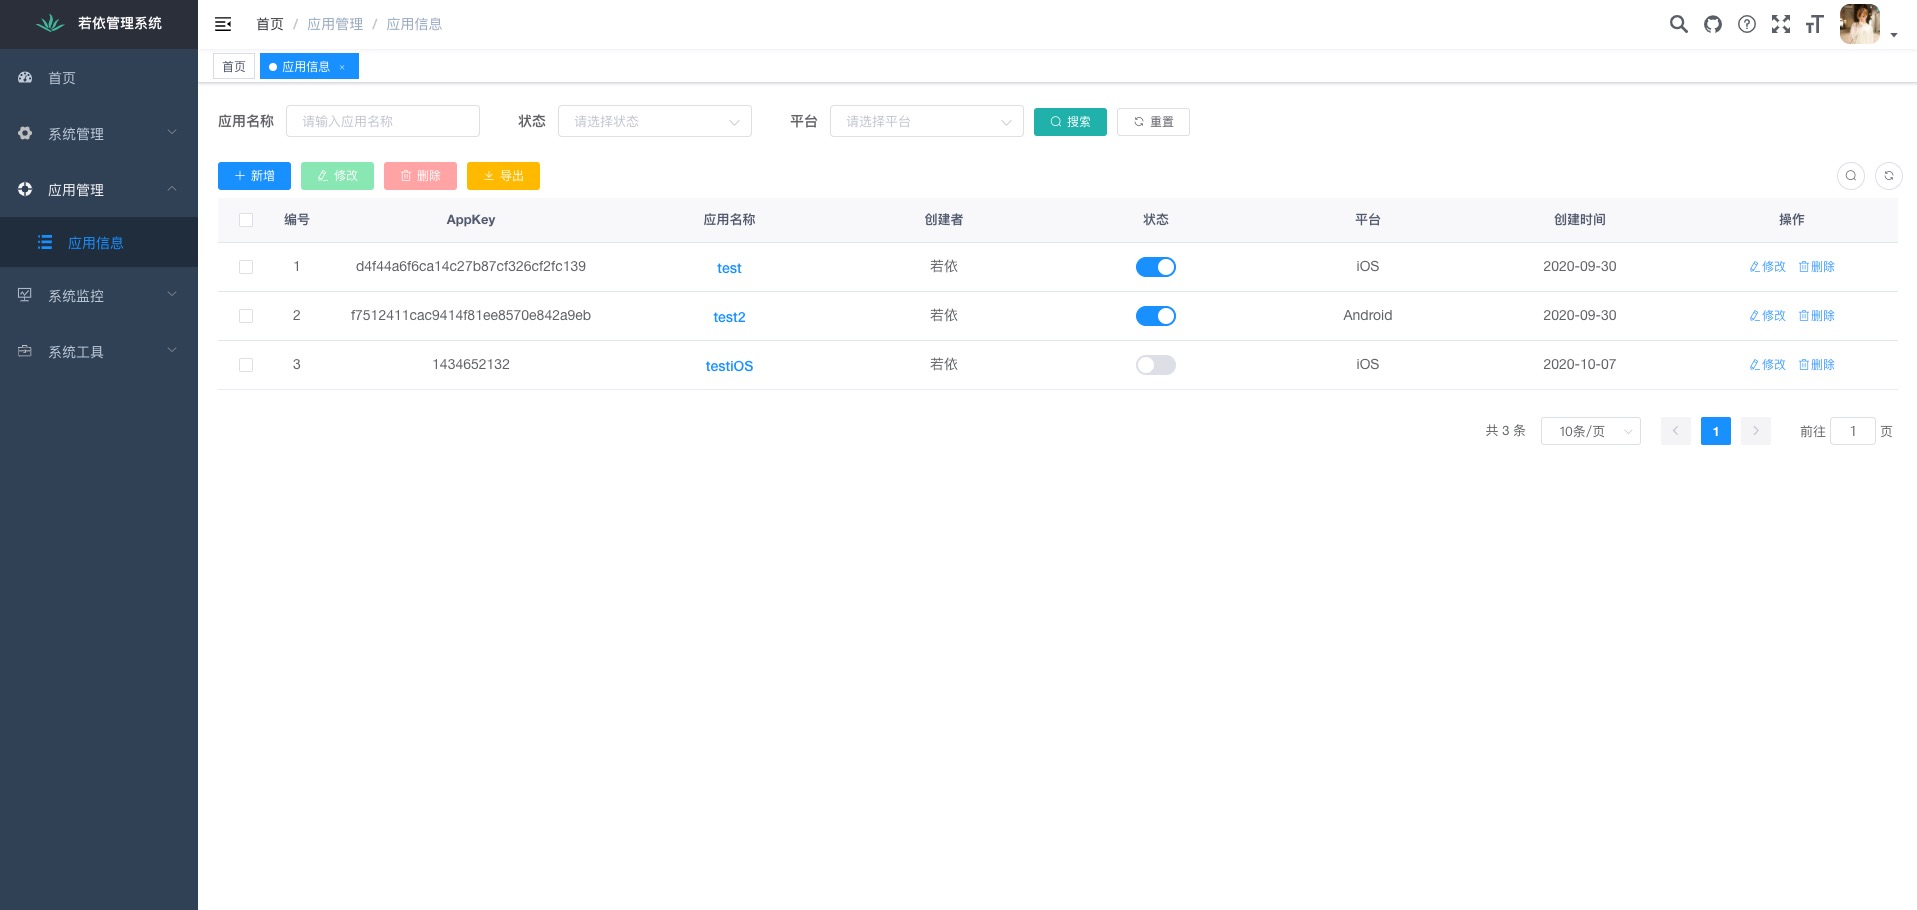 若依管理系统
首页
系统管理
应用管理
应用信息
系统监控
系统工具
首页 / 应用管理 / 应用信息
首页 应用信息 ×
应用名称 请输入应用名称 状态 请选择状态 平台 请选择平台 搜索 重置
新增 修改 删除 导出
编号 AppKey 应用名称 创建者 状态 平台 创建时间 操作
1 d4f44a6f6ca14c27b87cf326cf2fc139 test 若依 iOS 2020-09-30 修改 删除
2 f7512411cac9414f81ee8570e842a9eb test2 若依 Android 2020-09-30 修改 删除
3 1434652132 testiOS 若依 iOS 2020-10-07 修改 删除
共 3 条 10条/页 1 前往 1 页